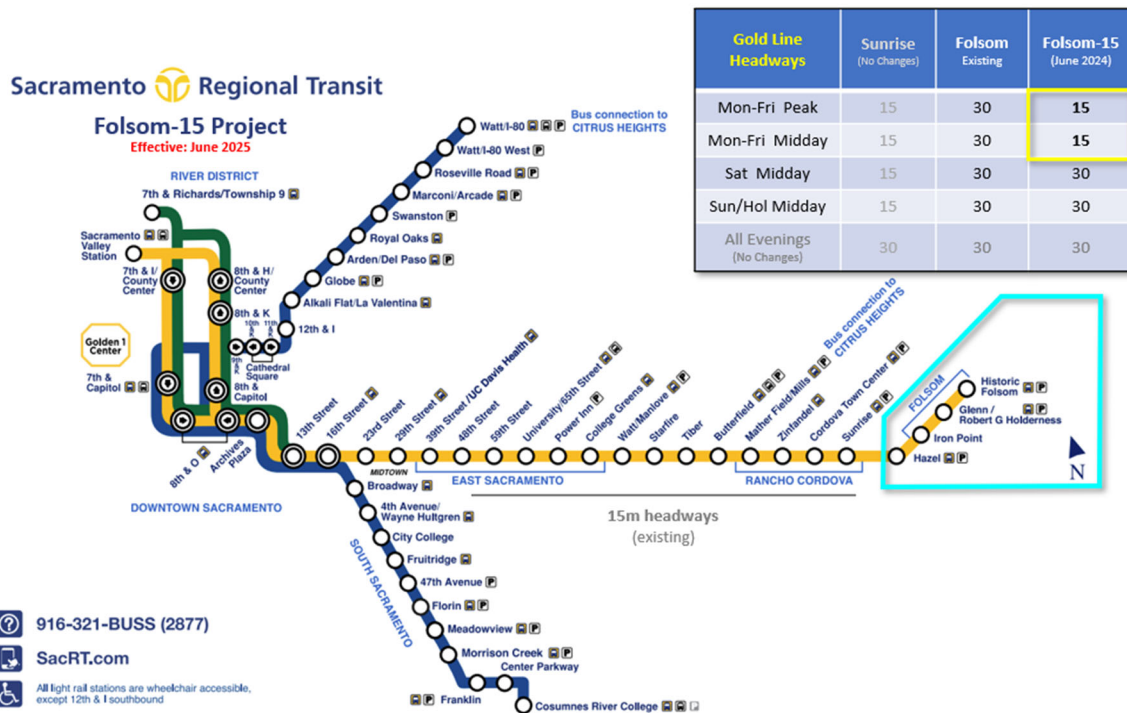 Sacramento Regional Transit
Folsom-15 Project
Effective: June 2025
Gold Line
Headways
Sunrise
(No Changes)
Folsom
Existing
Folsom-15
(June 2024)
Mon-Fri Peak 15 30 15
Mon-Fri Midday 15 30 15
Sat Midday 15 30 30
Sun/Hol Midday 15 30 30
All Evenings
(No Changes)
30 30 30
RIVER DISTRICT
7th & Richards/Township 9
Sacramento
Valley
Station
7th & I/
County
Center
8th & H/
County
Center
8th & K
Golden 1
Center
7th &
Capitol
8th &
Capitol
9th & K
10th & K
11th & K
Cathedral
Square
12th & I
Alkali Flat/La Valentina
Globe P
Arden/Del Paso P
Royal Oaks
Swanston P
Marconi/Arcade P
Roseville Road P
Watt/I-80 West P
Watt/I-80 P
Bus connection to
CITRUS HEIGHTS
8th & O
Archives
Plaza
DOWNTOWN SACRAMENTO
13th Street
16th Street
23rd Street
29th Street
39th Street /UC Davis Health
48th Street
59th Street
University/65th Street
Power Inn P
College Greens
Watt/Manlove P
Starfire
Tiber
Butterfield P
Mather Field/Mills P
Zinfandel
Cordova Town Center P
Sunrise P
Bus connection to
CITRUS HEIGHTS
MIDTOWN
EAST SACRAMENTO
RANCHO CORDOVA
15m headways
(existing)
FOLSOM
Historic
Folsom P
Glenn /
Robert G Holderness P
Iron Point
Hazel P
N
SOUTH SACRAMENTO
Broadway
4th Avenue/
Wayne Hultgren
City College
Fruitridge
47th Avenue P
Florin P
Meadowview P
Morrison Creek P
Center Parkway
P Franklin
Cosumnes River College P
916-321-BUSS (2877)
SacRT.com
All light rail stations are wheelchair accessible,
except 12th & I southbound